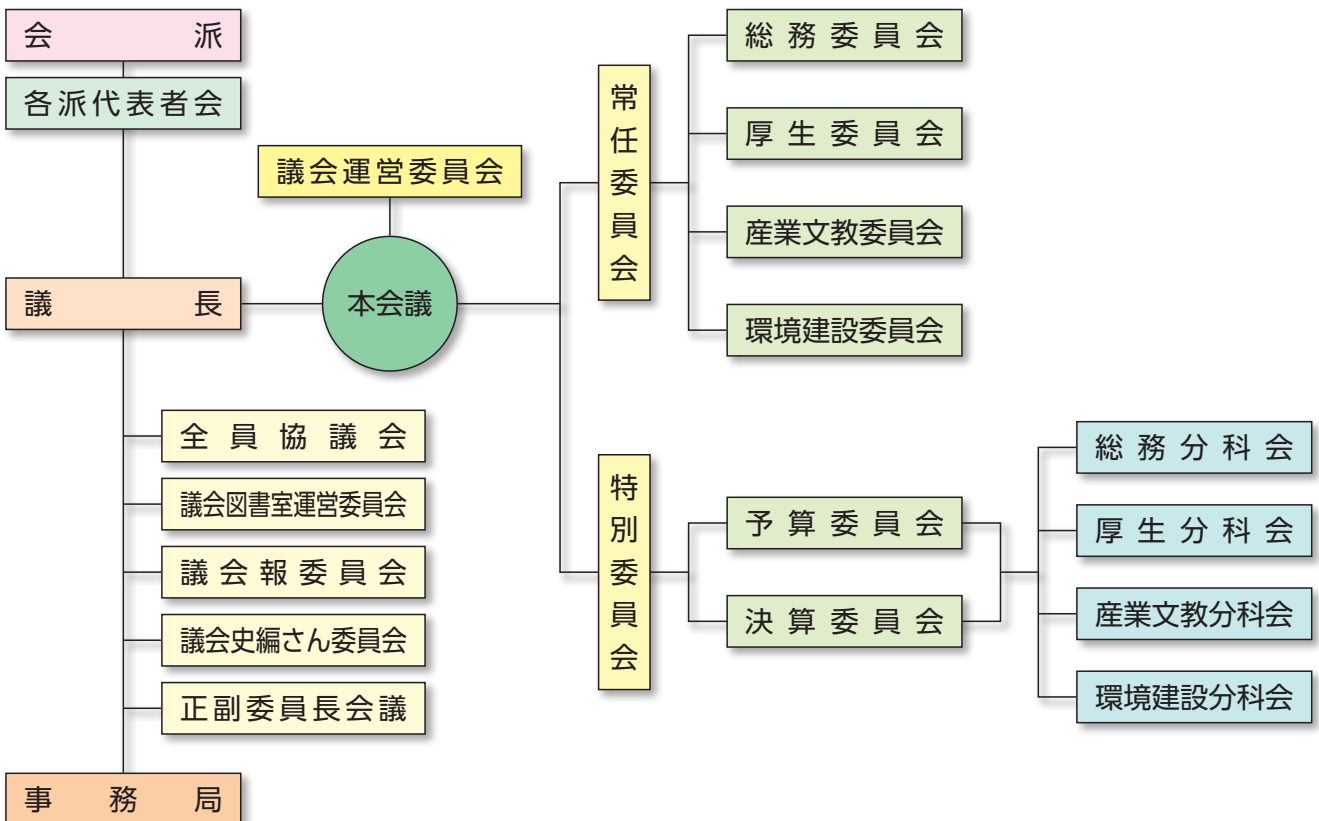 会派
各派代表者会
議長
事務局
全員協議会
議会図書室運営委員会
議会報委員会
議会史編さん委員会
正副委員長会議
議会運営委員会
本会議
常任委員会
総務委員会
厚生委員会
産業文教委員会
環境建設委員会
特別委員会
予算委員会
決算委員会
総務分科会
厚生分科会
産業文教分科会
環境建設分科会